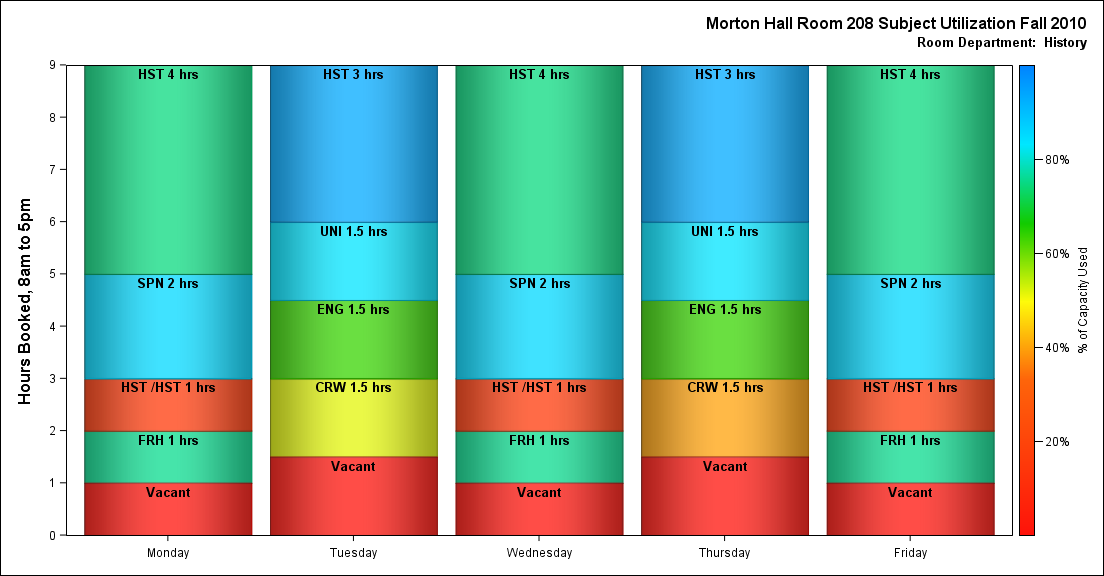 Morton Hall Room 208 Subject Utilization Fall 2010
Room Department:  History
Hours Booked, 8am to 5pm
9
8
7
6
5
4
3
2
1
0
HST 4 hrs
SPN 2 hrs
HST /HST 1 hrs
FRH 1 hrs
Vacant
Monday
HST 3 hrs
UNI 1.5 hrs
ENG 1.5 hrs
CRW 1.5 hrs
Vacant
Tuesday
HST 4 hrs
SPN 2 hrs
HST /HST 1 hrs
FRH 1 hrs
Vacant
Wednesday
HST 3 hrs
UNI 1.5 hrs
ENG 1.5 hrs
CRW 1.5 hrs
Vacant
Thursday
HST 4 hrs
SPN 2 hrs
HST /HST 1 hrs
FRH 1 hrs
Vacant
Friday
80%
60%
40%
20%
% of Capacity Used